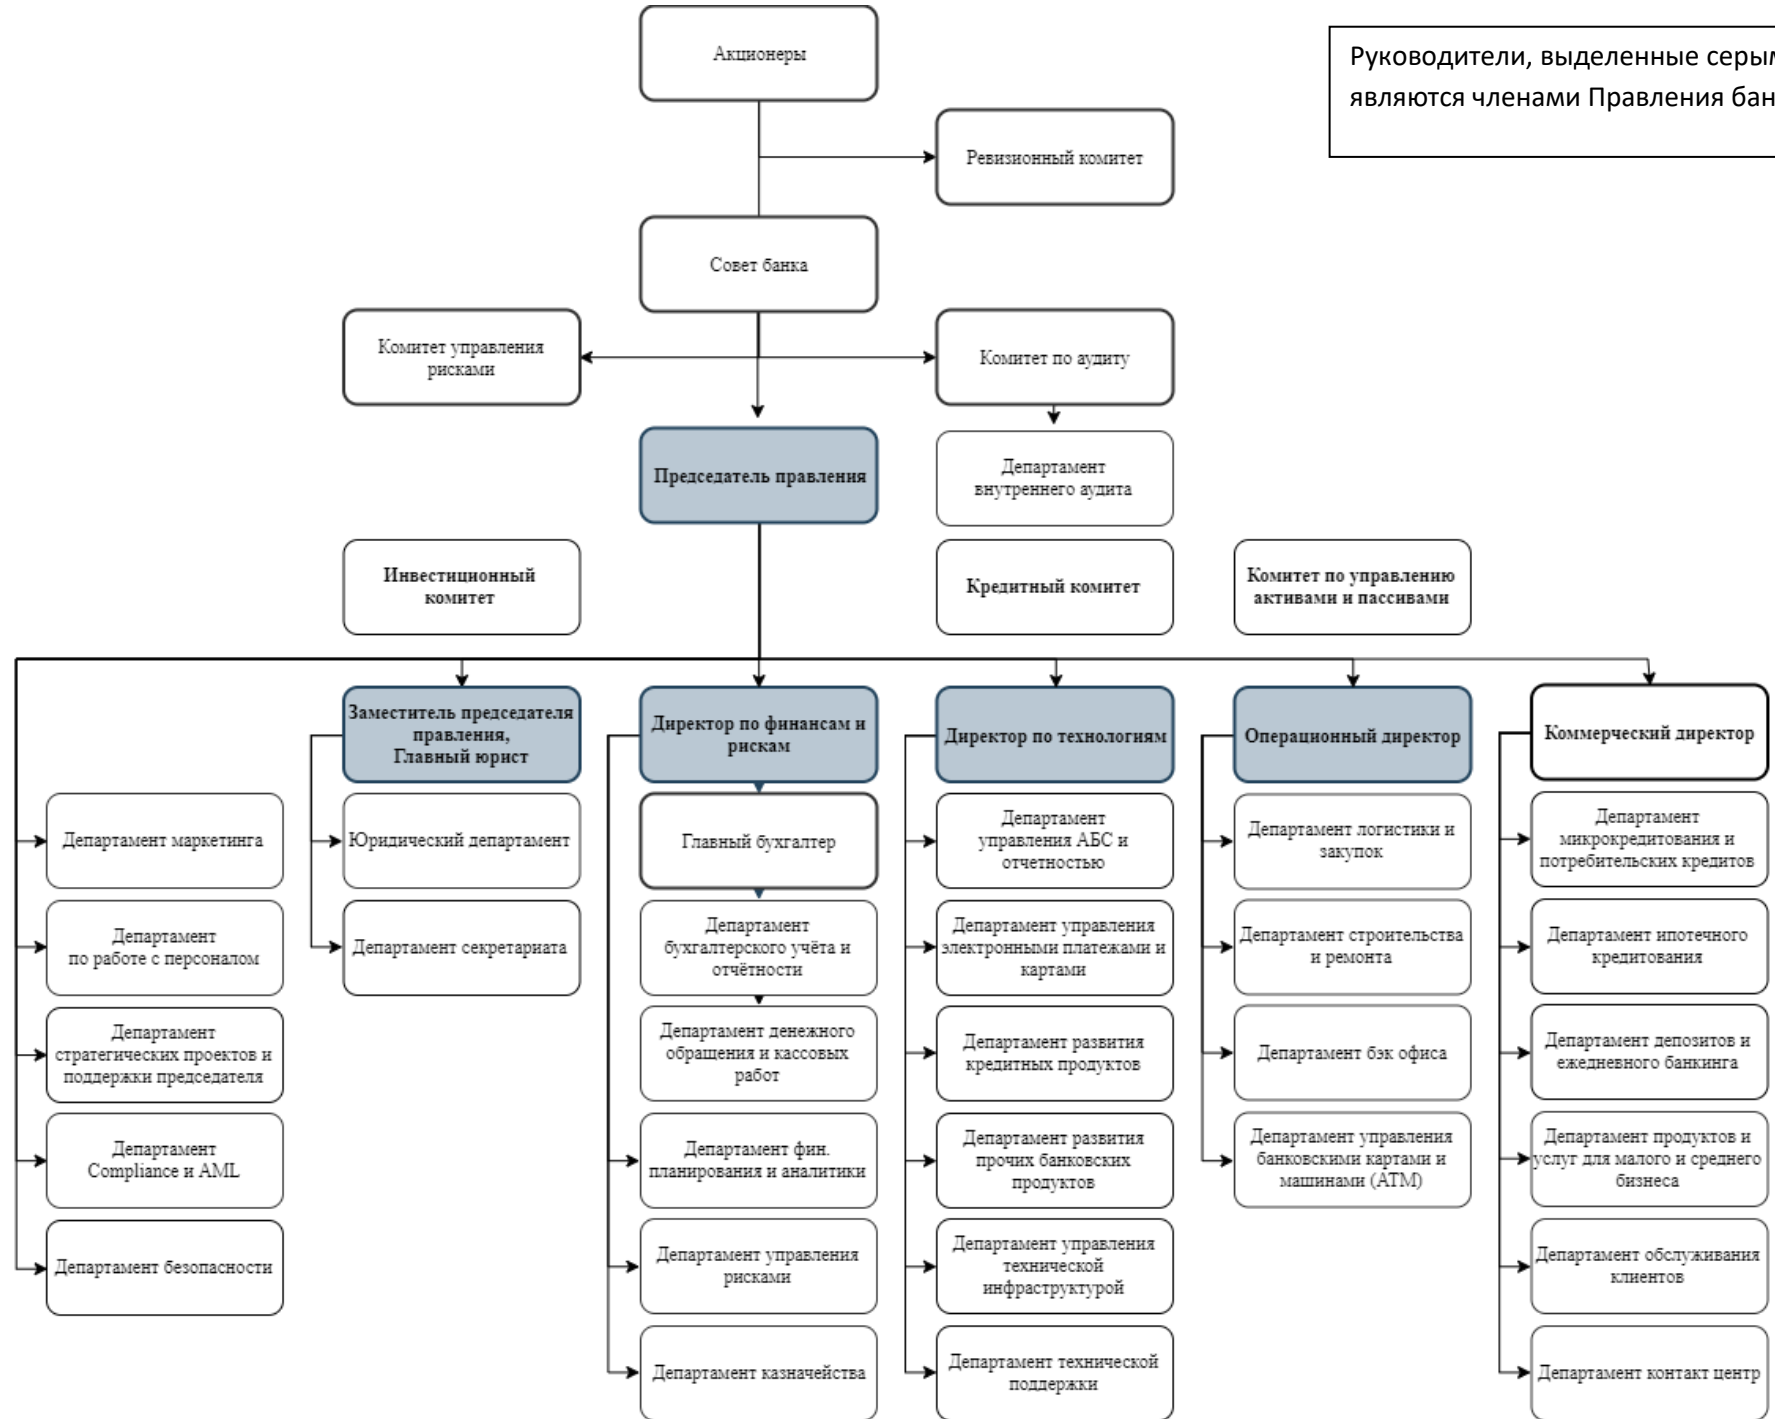 Акционеры
Руководители, выделенные серым
являются членами Правления бан
Ревизионный комитет
Совет банка
Комитет управления
рисками
Комитет по аудиту
Председатель правления
Департамент
внутреннего аудита
Инвестиционный
комитет
Кредитный комитет
Комитет по управлению
активами и пассивами
Заместитель председателя
правления,
Главный юрист
Директор по финансам и
рискам
Директор по технологиям
Операционный директор
Коммерческий директор
Департамент маркетинга
Департамент
по работе с персоналом
Департамент
стратегических проектов и
поддержки председателя
Департамент
Compliance и AML
Департамент безопасности
Юридический департамент
Департамент секретариата
Главный бухгалтер
Департамент
бухгалтерского учёта и
отчётности
Департамент денежного
обращения и кассовых
работ
Департамент фин.
планирования и аналитики
Департамент управления
рисками
Департамент казначейства
Департамент
управления АБС и
отчетностью
Департамент управления
электронными платежами и
картами
Департамент развития
кредитных продуктов
Департамент развития
прочих банковских
продуктов
Департамент управления
технической
инфраструктурой
Департамент технической
поддержки
Департамент логистики и
закупок
Департамент строительства
и ремонта
Департамент бэк офиса
Департамент управления
банковскими картами и
машинами (ATM)
Департамент
микрокредитования и
потребительских кредитов
Департамент ипотечного
кредитования
Департамент депозитов и
ежедневного банкинга
Департамент продуктов и
услуг для малого и среднего
бизнеса
Департамент обслуживания
клиентов
Департамент контакт центр